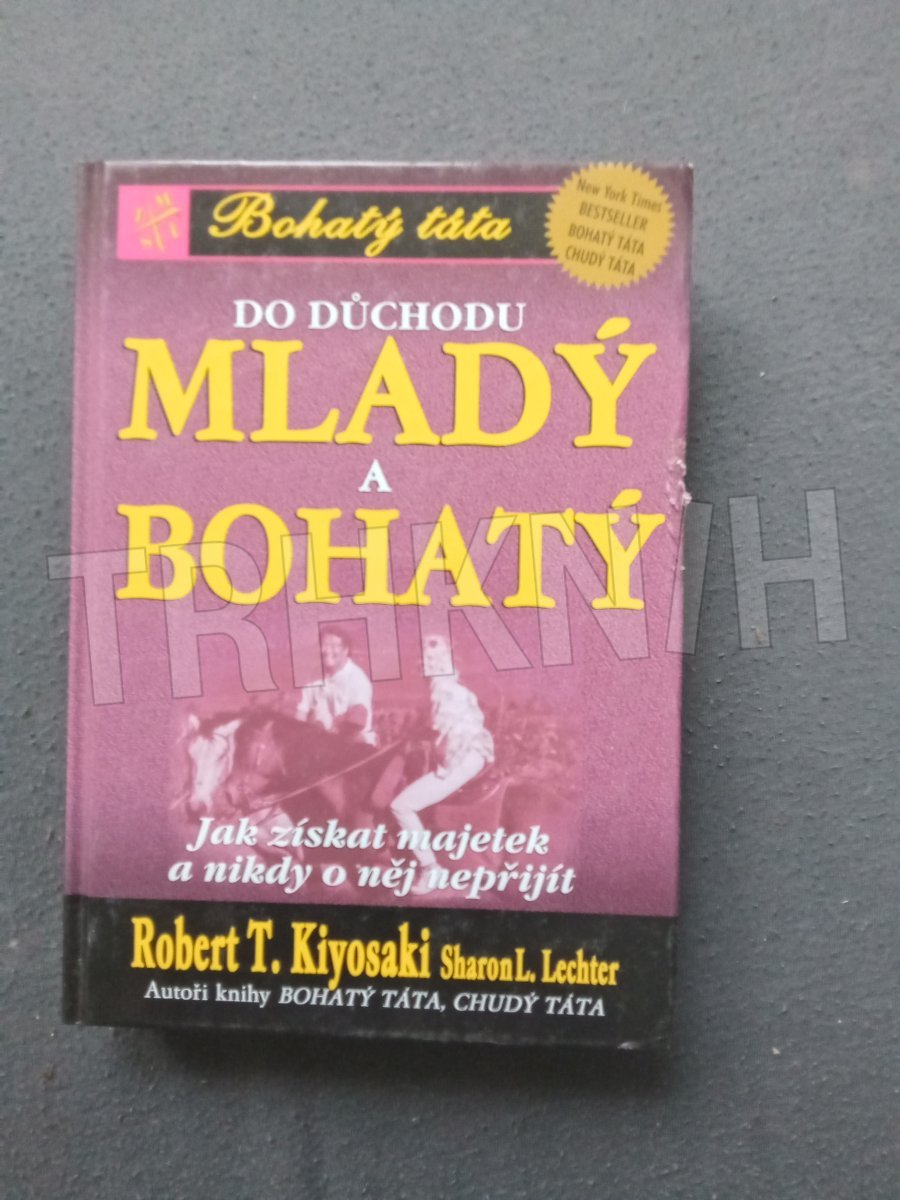 Bohatý táta
New York Times
BESTSELLER
BOHATÝ TÁTA
CHUDÝ TÁTA
DO DŮCHODU
MLADÝ
A
BOHATÝ
TRHKNIH
Jak získat majetek
a nikdy o něj nepřijít
Robert T. Kiyosaki Sharon L. Lechter
Autoři knihy BOHATÝ TÁTA, CHUDÝ TÁTA